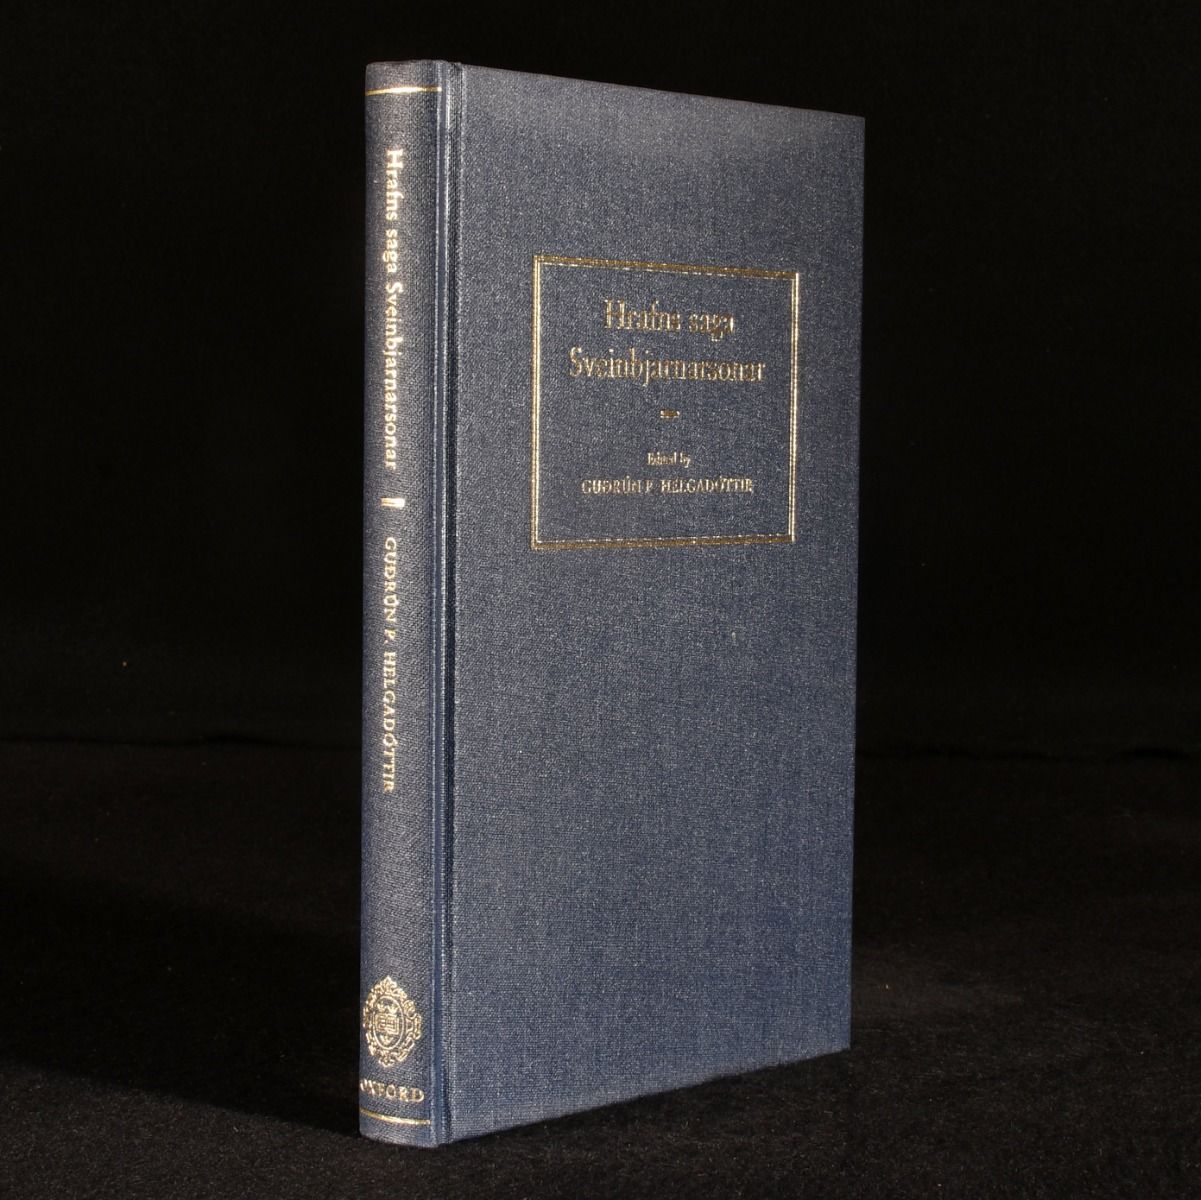 Hrafns saga Sveinbjarnarsonar
GUÐRÚN P. HELGADÓTTIR
OXFORD
Hrafns saga
Sveinbjarnarsonar
Edited by
GUÐRÚN P. HELGADÓTTIR